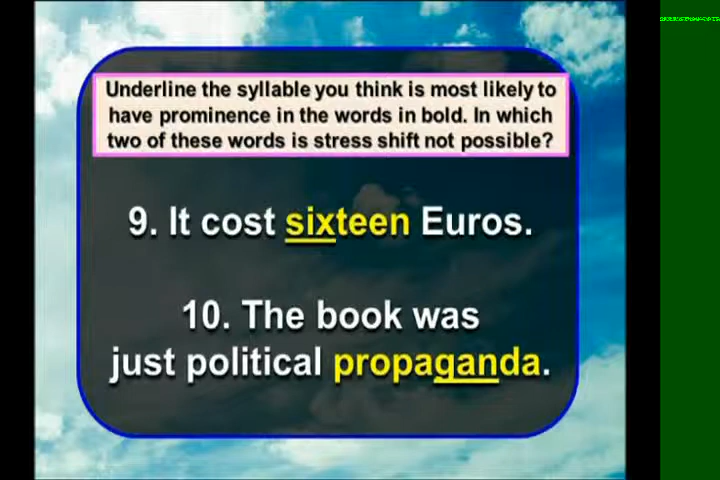 Underline the syllable you think is most likely to
have prominence in the words in bold. In which
two of these words is stress shift not possible?
9. It cost sixteen Euros.
10. The book was
just political propaganda.